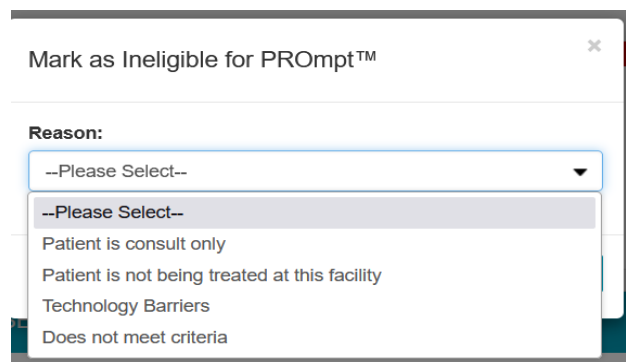 Mark as Ineligible for PROmpt™
×
Reason:
--Please Select--
--Please Select--
Patient is consult only
Patient is not being treated at this facility
Technology Barriers
Does not meet criteria